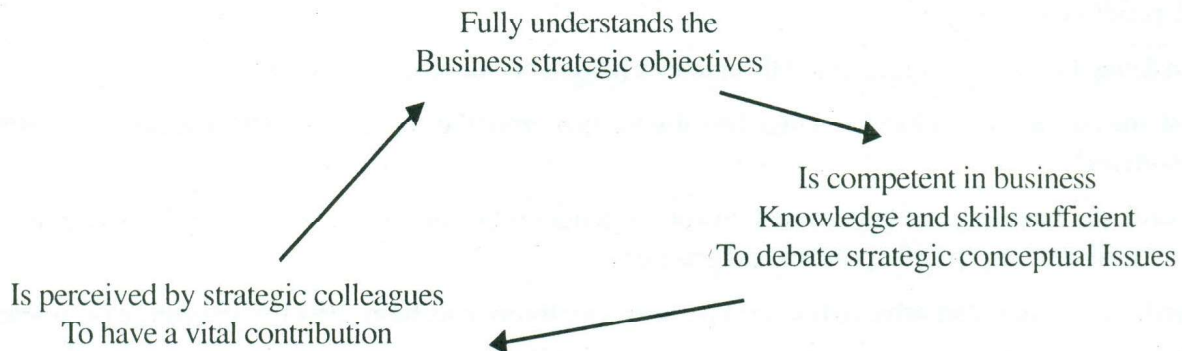 Fully understands the
Business strategic objectives
Is competent in business
Knowledge and skills sufficient
To debate strategic conceptual Issues
Is perceived by strategic colleagues
To have a vital contribution